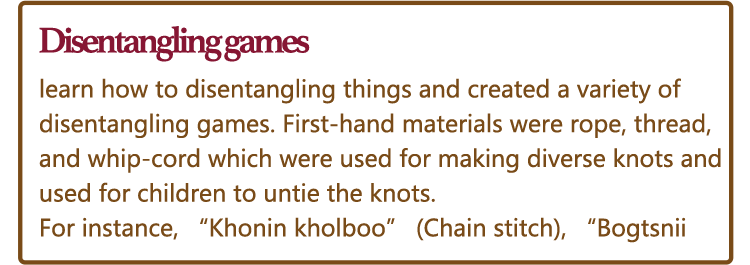 Disentangling games
learn how to disentangling things and created a variety of
disentangling games. First-hand materials were rope, thread,
and whip-cord which were used for making diverse knots and
used for children to untie the knots.
For instance, “Khonin kholboo” (Chain stitch), “Bogtsnii